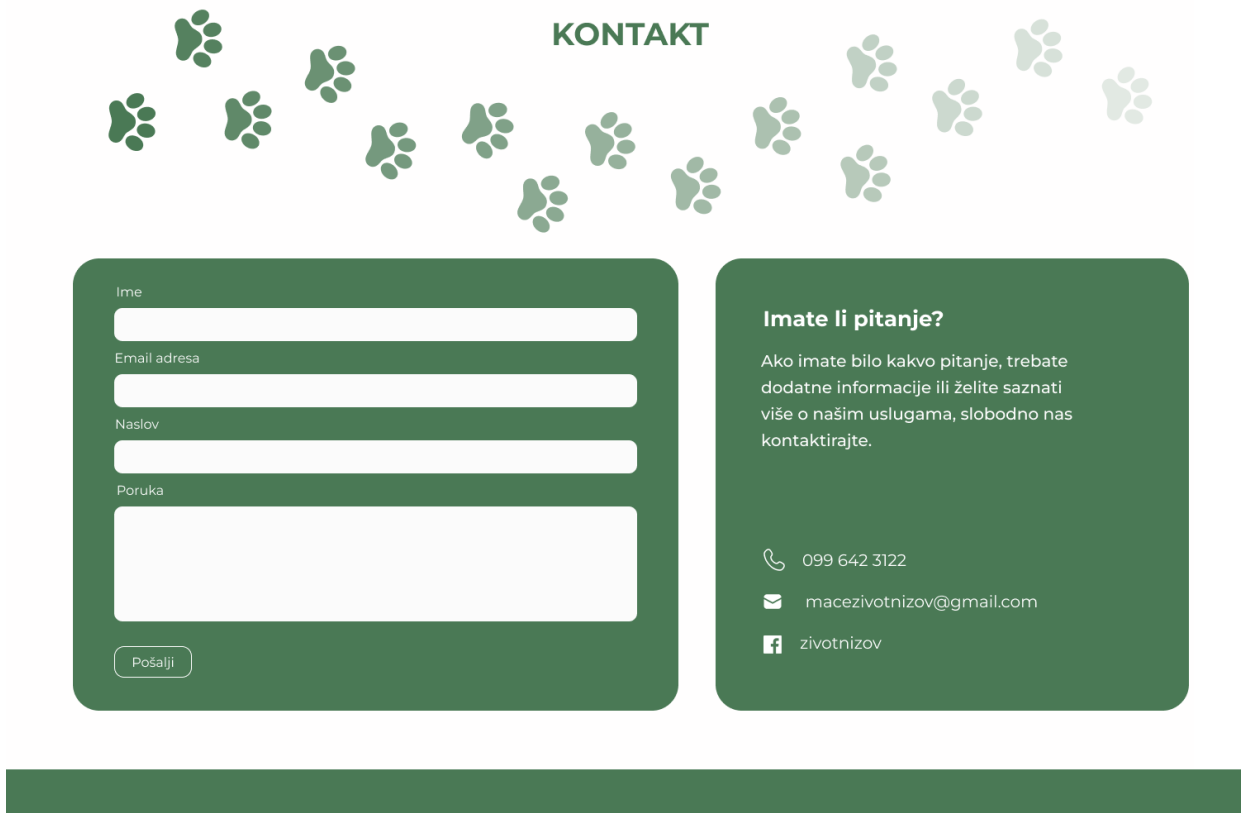 KONTAKT
Ime
Email adresa
Naslov
Poruka
Pošalji
Imate li pitanje?
Ako imate bilo kakvo pitanje, trebate
dodatne informacije ili želite saznati
više o našim uslugama, slobodno nas
kontaktirajte.
099 642 3122
macezivotnizov@gmail.com
zivotnizov